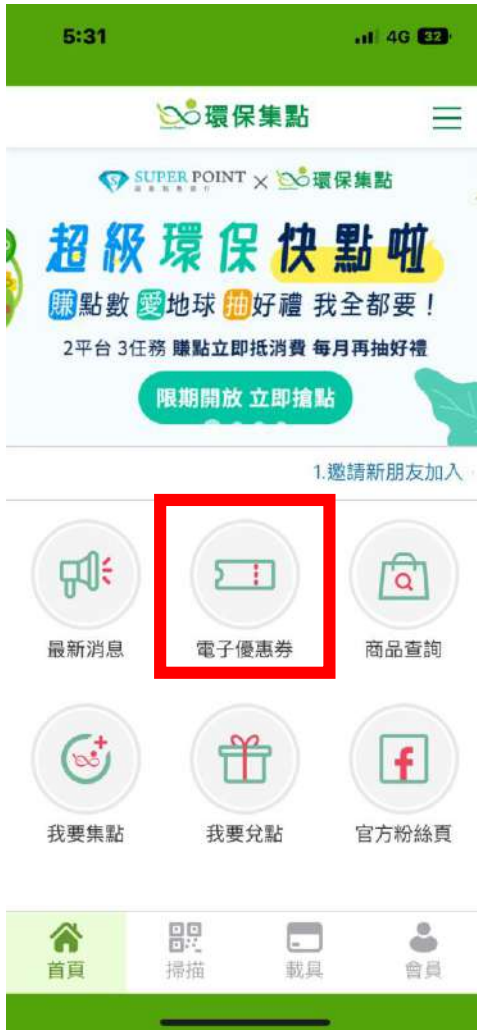 5:31 4G 32
環保集點
SUPER POINT × 環保集點
超級環保快點啦
賺點數 愛地球 抽好禮 我全都要！
2平台 3任務 賺點立即抵消費 每月再抽好禮
限期開放 立即搶點
1.邀請新朋友加入
最新消息 電子優惠券 商品查詢
我要集點 我要兌點 官方粉絲頁
首頁 掃描 載具 會員